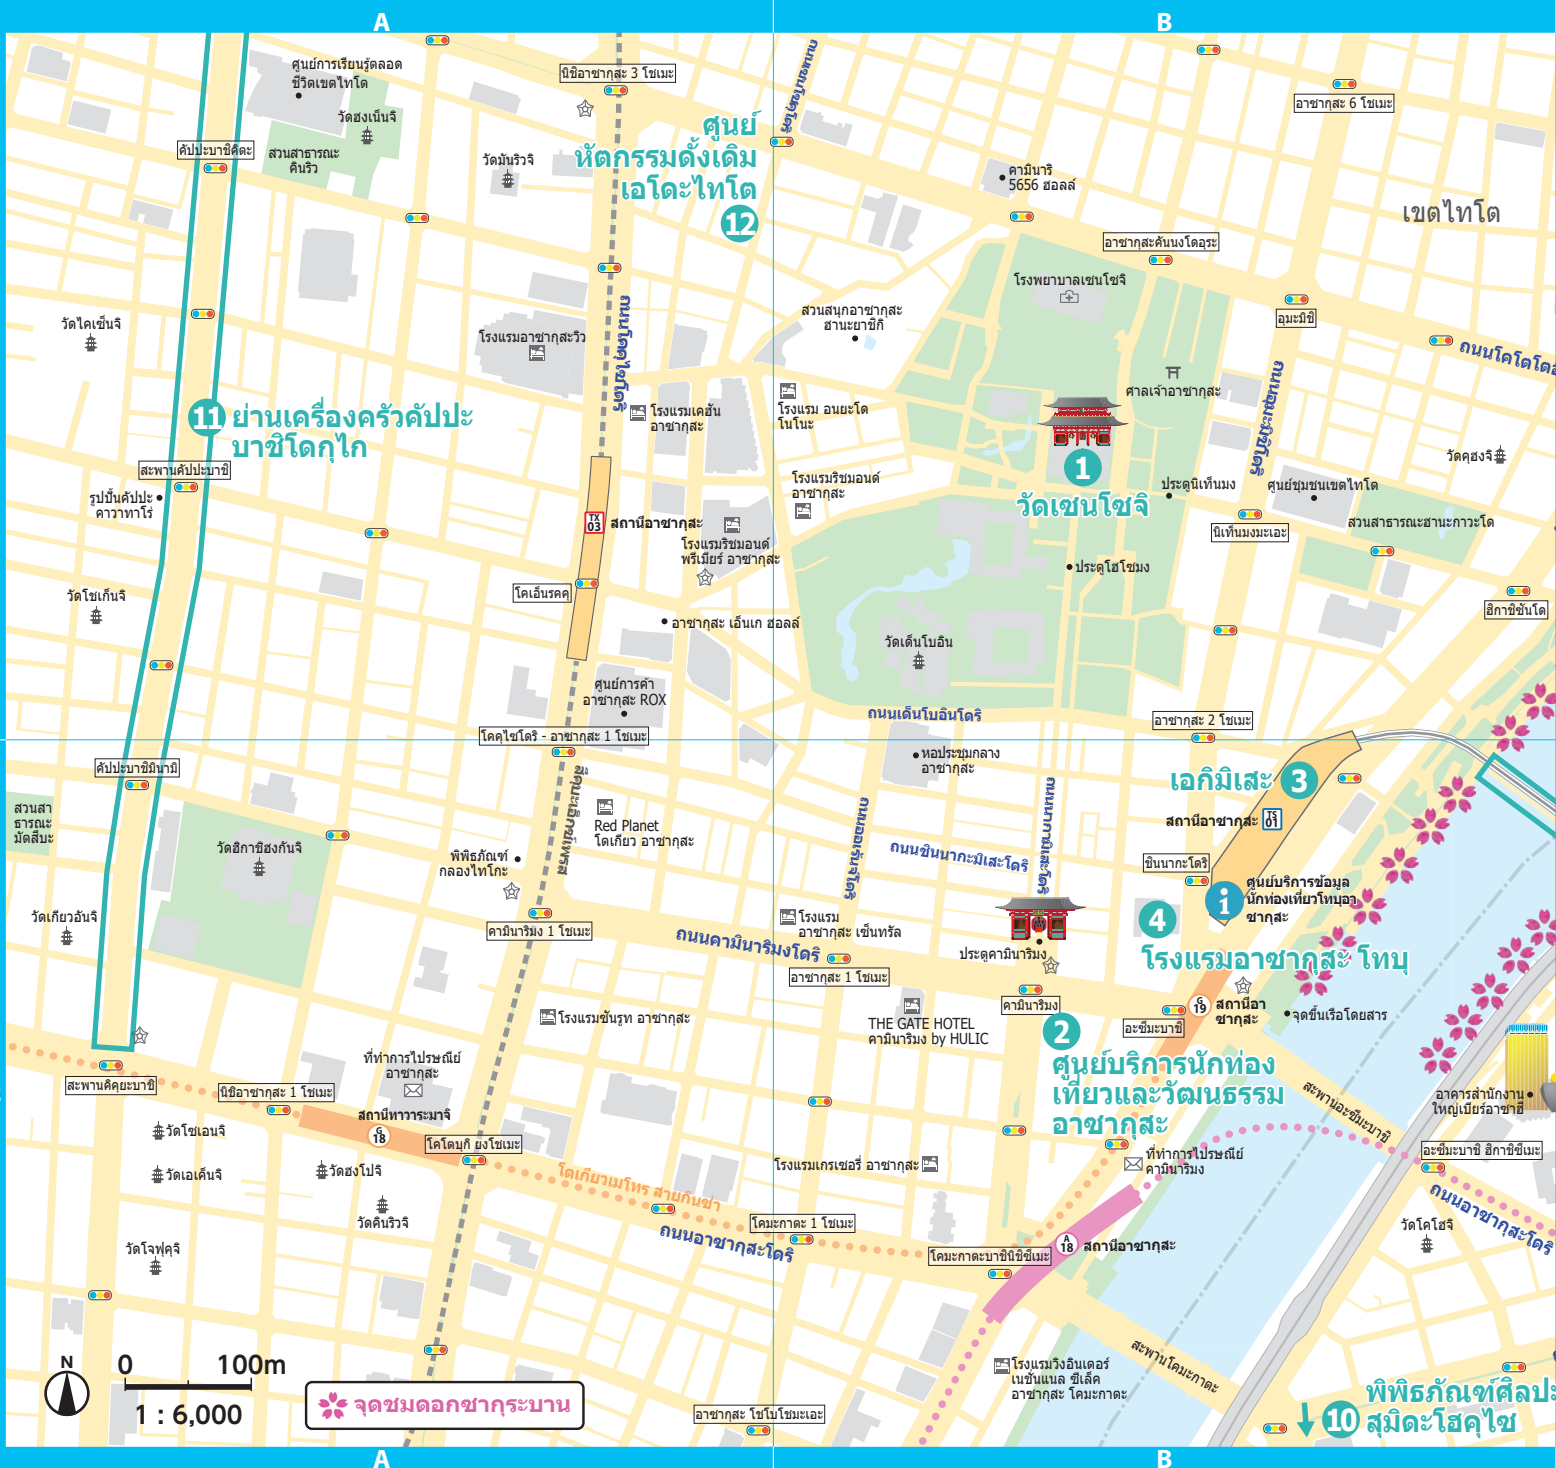 A
B
ศูนย์การเรียนรู้ตลอด
ชีวิตเขตไทโต
วัดฮงเน็นจิ
คัปปะบาชิคิตะ
สวนสาธารณะ
คินริว
นิชิอาซากุสะ 3 โชเมะ
วัดมันริวจิ
ศูนย์
หัตกรรมดั้งเดิม
เอโดะไทโต
12
คามินาริ
5656 ฮอลล์
อาซากุสะ 6 โชเมะ
เขตไทโต
อาซากุสะคันนงโดอุระ
โรงพยาบาลเซนโซจิ
อุมะมิชิ
ถนนโคโตโตอิ
วัดไคเซ็นจิ
โรงแรมอาซากุสะวิว
ถนนโคคุไซโดริ
สวนสนุกอาซากุสะ
ฮานะยาชิกิ
ศาลเจ้าอาซากุสะ
ถนนอุมะมิชิโดริ
11 ย่านเครื่องครัวคัปปะ
บาชิโดกุไก
โรงแรมเคฮัน
อาซากุสะ
โรงแรม อนยะโด
โนโนะ
1
วัดเซนโซจิ
วัดคุฮงจิ
สะพานคัปปะบาชิ
รูปปั้นคัปปะ
คาวาทาโร่
โรงแรมริชมอนด์
อาซากุสะ
ประตูนิเท็นมง
ศูนย์ชุมชนเขตไทโต
TX
03
สถานีอาซากุสะ
โรงแรมริชมอนด์
พรีเมียร์ อาซากุสะ
นิเท็นมงมะเอะ
สวนสาธารณะฮานะกาวะโด
ประตูโฮโซมง
วัดโชเก็นจิ
โคเอ็นรคคุ
อาซากุสะ เอ็นเก ฮอลล์
ฮิกาชิซันโด
วัดเด็นโบอิน
ศูนย์การค้า
อาซากุสะ ROX
ถนนเด็นโบอินโดริ
อาซากุสะ 2 โชเมะ
โคคุไซโดริ - อาซากุสะ 1 โชเมะ
หอประชุมกลาง
อาซากุสะ
คัปปะบาชิมินามิ
เอกิมิเสะ 3
สวนสา
ธารณะ
มัตสึบะ
Red Planet
โตเกียว อาซากุสะ
สถานีอาซากุสะ
TS
01
วัดฮิกาชิฮงกันจิ
พิพิธภัณฑ์
กลองไทโกะ
ถนนออเร้นจ์โดริ
ถนนชินนากะมิเสะโดริ
ถนนนากามิเสะโดริ
ชินนากะโดริ
ศูนย์บริการข้อมูล
นักท่องเที่ยวโทบุอา
ซากุสะ
วัดเกียวอันจิ
คามินาริมง 1 โชเมะ
ถนนคามินาริมงโดริ
โรงแรม
อาซากุสะ เซ็นทรัล
ประตูคามินาริมง
4
โรงแรมอาซากุสะ โทบุ
อาซากุสะ 1 โชเมะ
คามินาริมง
G
19
สถานีอา
ซากุสะ
จุดขึ้นเรือโดยสาร
อะซึมะบาชิ
โรงแรมซันรูท อาซากุสะ
THE GATE HOTEL
คามินาริมง by HULIC
2
ศูนย์บริการนักท่อง
เที่ยวและวัฒนธรรม
อาซากุสะ
ที่ทำการไปรษณีย์
อาซากุสะ
สะพานคิคุยะบาชิ
นิชิอาซากุสะ 1 โชเมะ
สถานีทาวาระมาจิ
G
18
โคโตบุกิ ยงโชเมะ
สะพานอะซึมะบาชิ
อาคารสำนักงาน
ใหญ่เบียร์อาซาฮี
วัดโซเอนจิ
วัดเอเค็นจิ
วัดฮงโปจิ
โตเกียวเมโทร สายกินซ่า
โรงแรมเกรเซอรี่ อาซากุสะ
ที่ทำการไปรษณีย์
คามินาริมง
อะซึมะบาชิ ฮิกาชิซึเมะ
ถนนอาซากุสะโดริ
วัดคินริวจิ
วัดโจฟุคุจิ
ถนนอาซากุสะโดริ
โคมะกาตะ 1 โชเมะ
โคมะกาตะบาชินิชิซึเมะ
A
18
สถานีอาซากุสะ
วัดโคโฮจิ
สะพานโคมะกาตะ
โรงแรมวิงอินเตอร์
เนชั่นแนล ซีเล็ค
อาซากุสะ โคมะกาตะ
N
0 100m
1 : 6,000
จุดชมดอกซากุระบาน
อาซากุสะ โชโบโชมะเอะ
พิพิธภัณฑ์ศิลปะ
10 สุมิดะโฮคุไซ
A
B